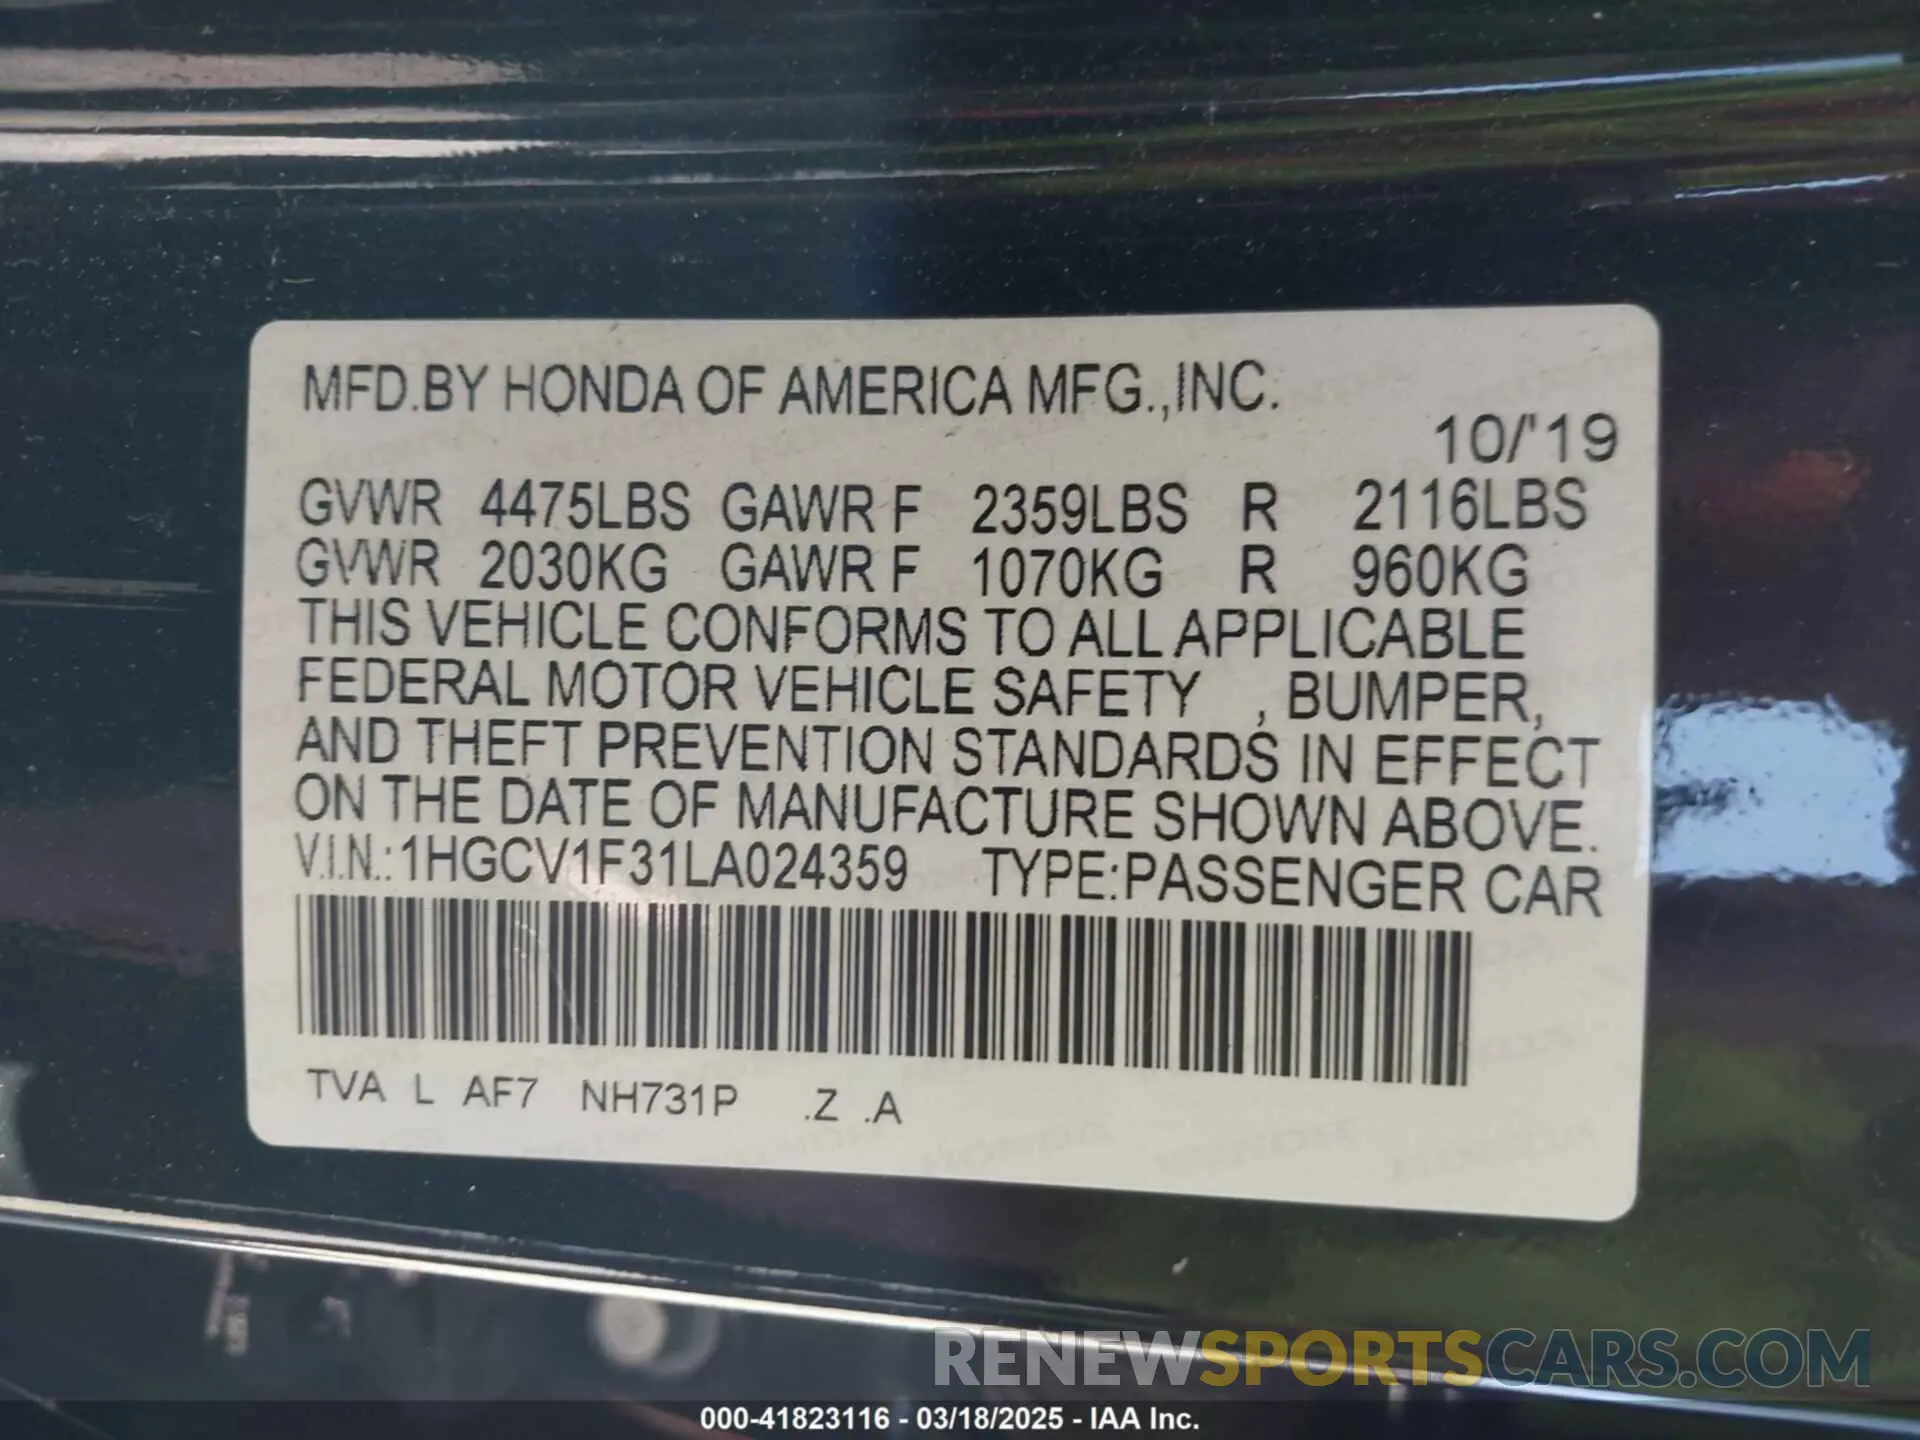 MFD.BY HONDA OF AMERICA MFG.,INC.
10/'19
GVWR 4475LBS GAWR F 2359LBS R 2116LBS
GVWR 2030KG GAWR F 1070KG R 960KG
THIS VEHICLE CONFORMS TO ALL APPLICABLE
FEDERAL MOTOR VEHICLE SAFETY , BUMPER,
AND THEFT PREVENTION STANDARDS IN EFFECT
ON THE DATE OF MANUFACTURE SHOWN ABOVE.
V.I.N.:1HGCV1F31LA024359 TYPE:PASSENGER CAR
TVA L AF7 NH731P .Z .A
RENEWSPORTSCARS.COM
000-41823116 - 03/18/2025 - IAA Inc.